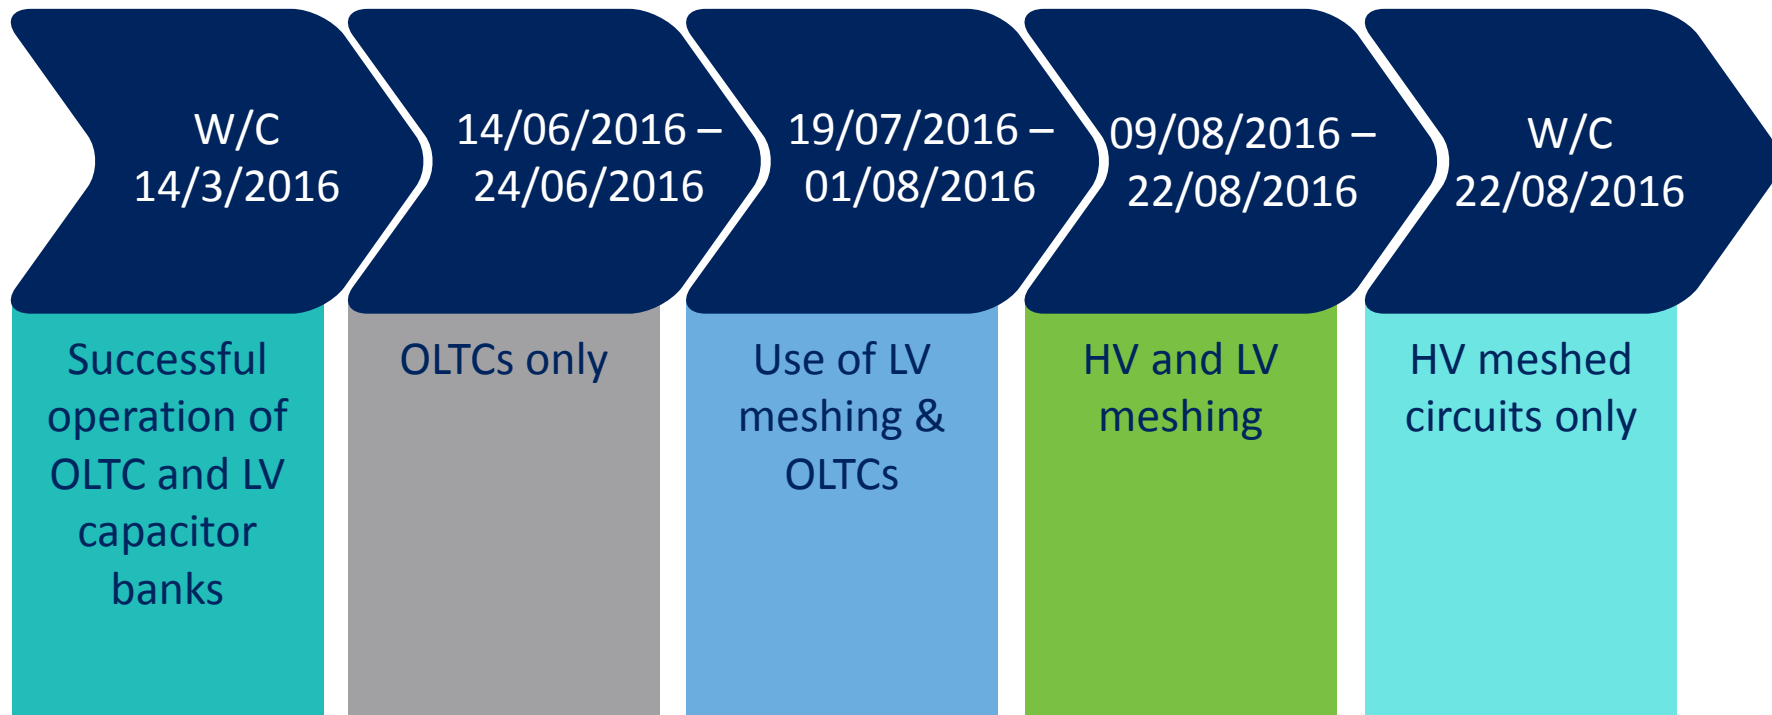 W/C
14/3/2016
14/06/2016 –
24/06/2016
19/07/2016 –
01/08/2016
09/08/2016 –
22/08/2016
W/C
22/08/2016
Successful
operation of
OLTC and LV
capacitor
banks
OLTCs only
Use of LV
meshing &
OLTCs
HV and LV
meshing
HV meshed
circuits only